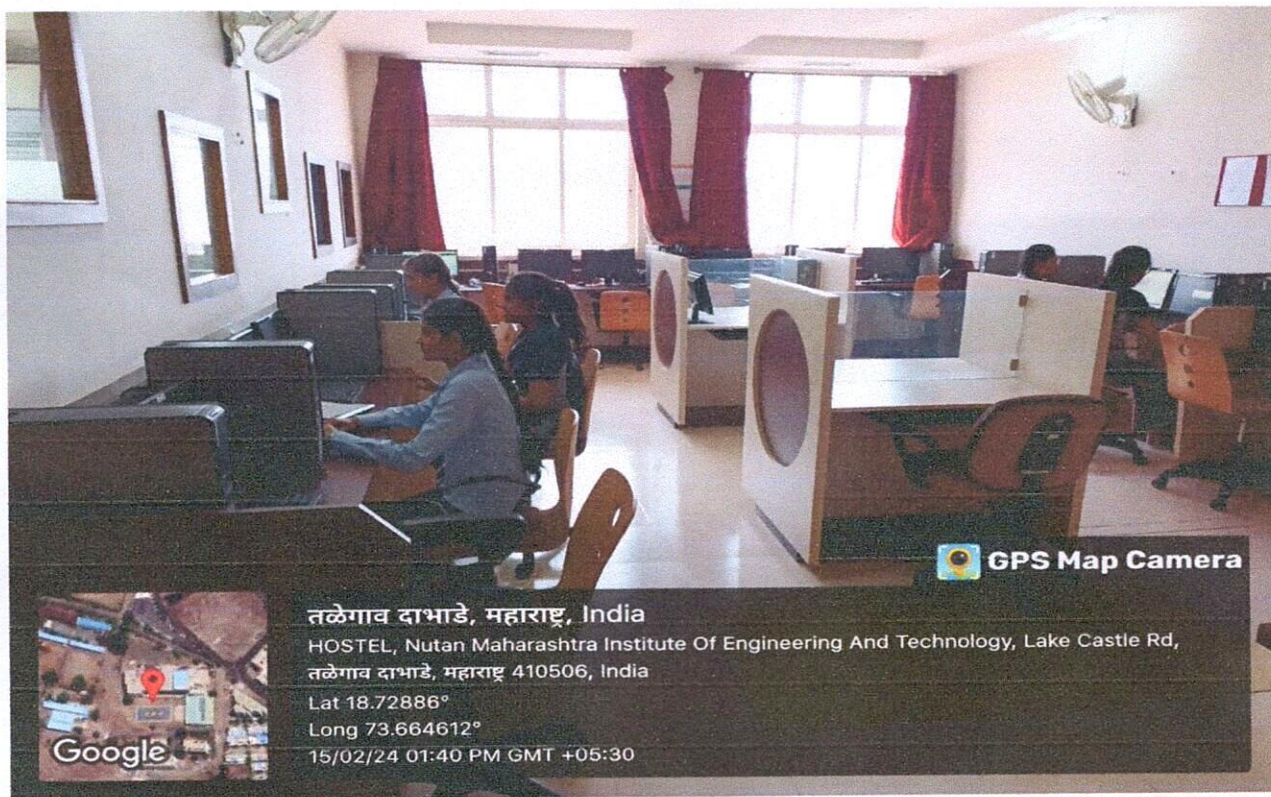 GPS Map Camera
तळेगाव दाभाडे, महाराष्ट्र, India
HOSTEL, Nutan Maharashtra Institute Of Engineering And Technology, Lake Castle Rd,
तळेगाव दाभाडे, महाराष्ट्र 410506, India
Lat 18.72886°
Long 73.664612°
15/02/24 01:40 PM GMT +05:30
Google